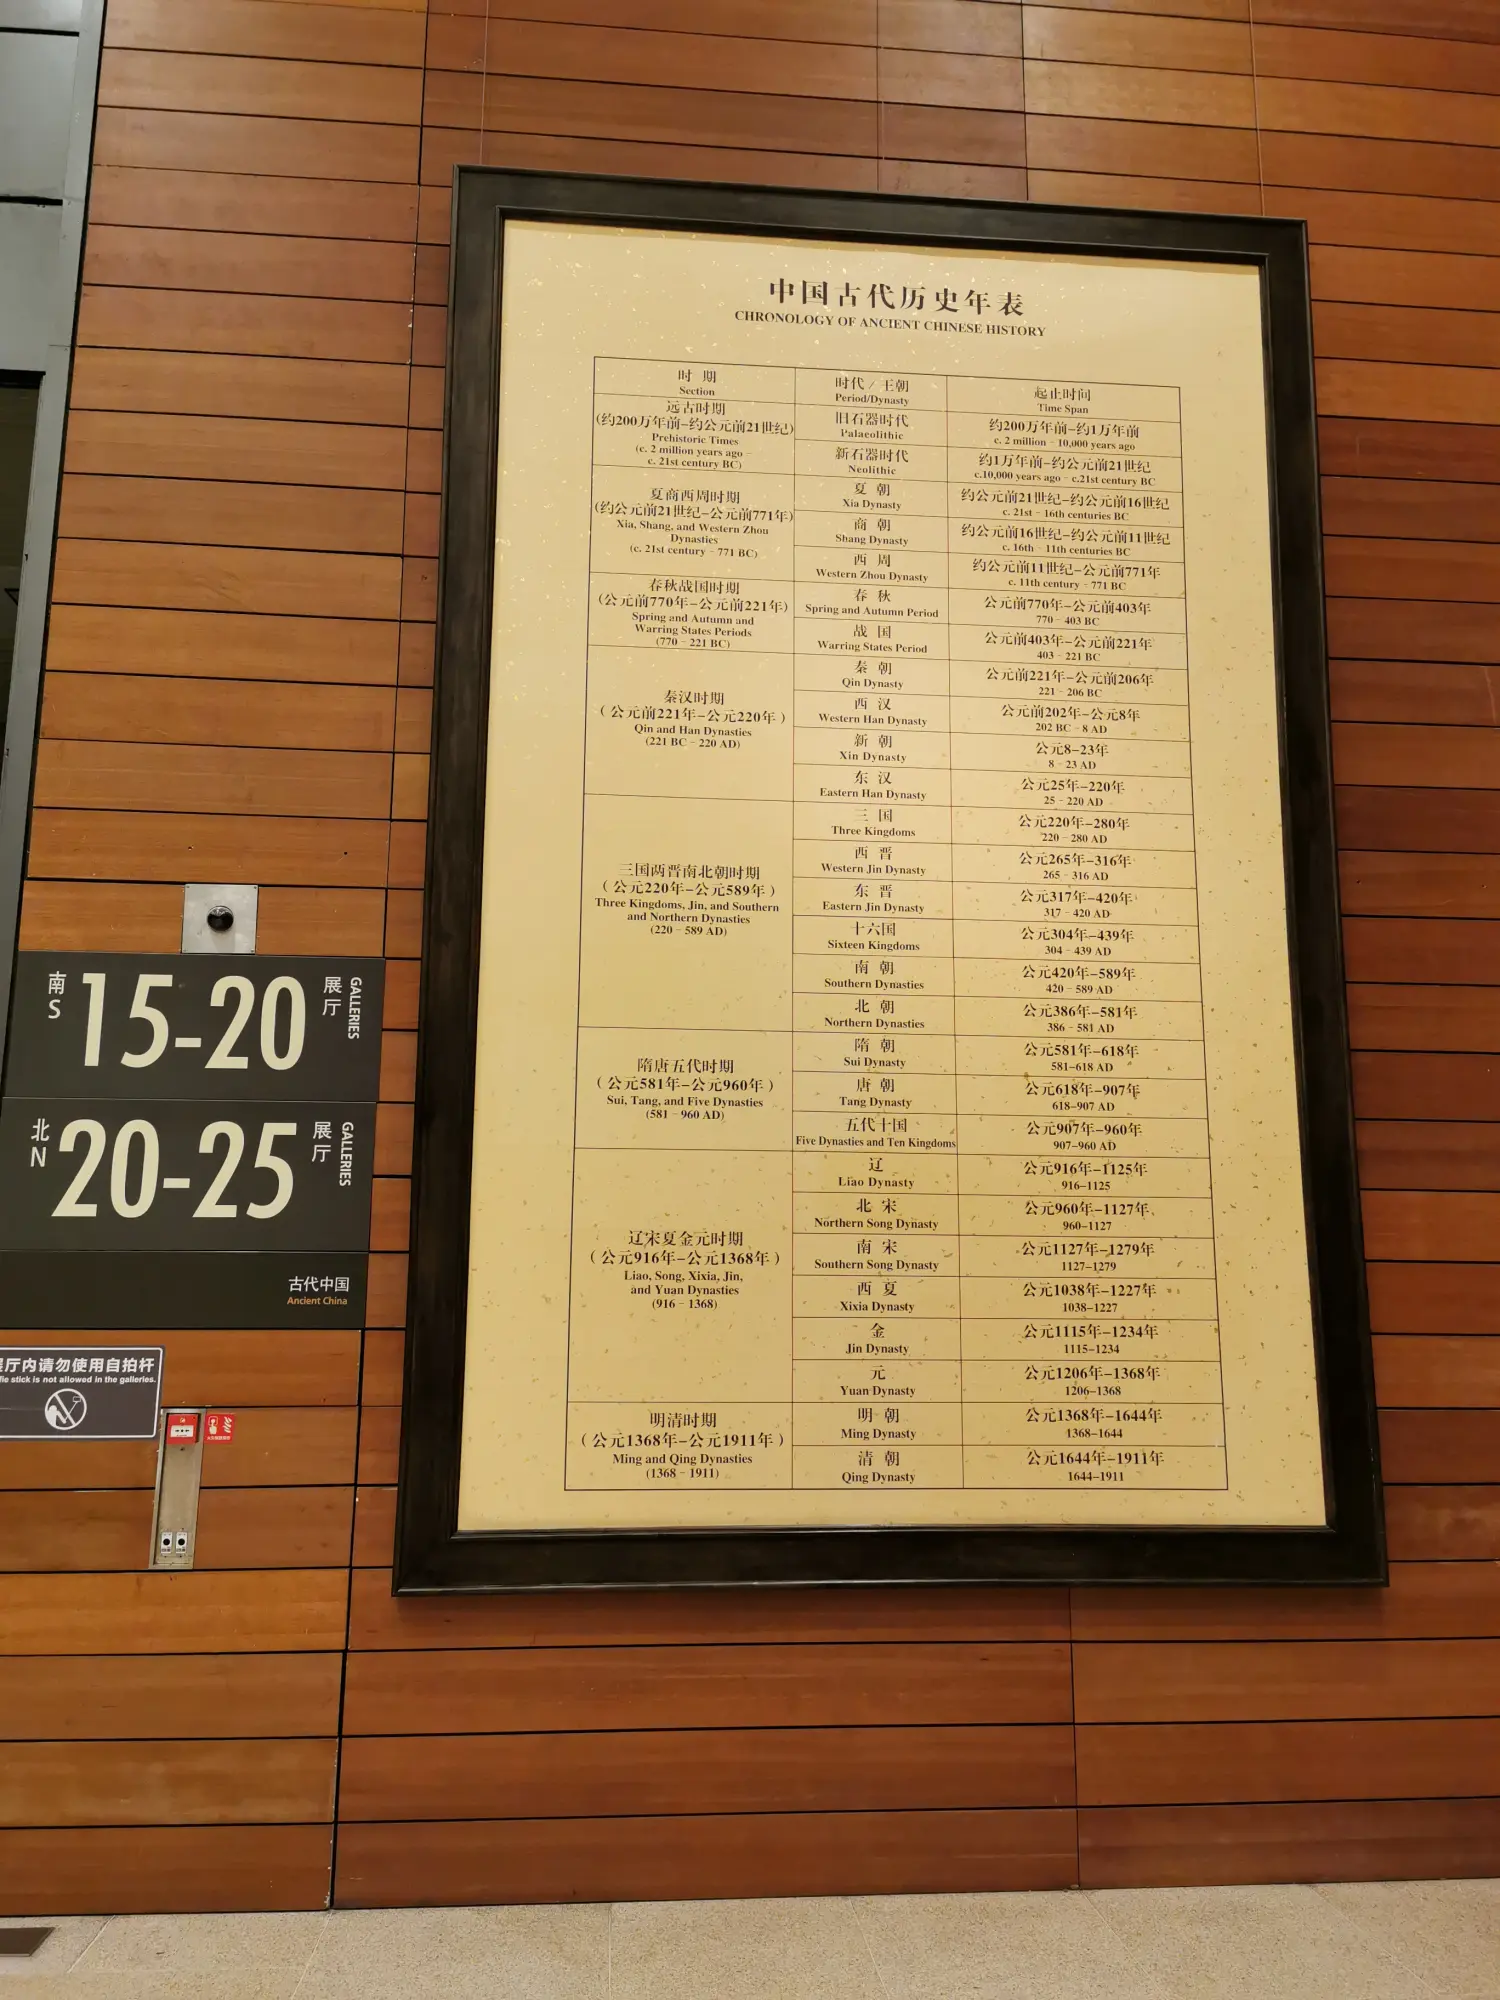 中国古代历史年表
CHRONOLOGY OF ANCIENT CHINESE HISTORY
时 期
Section
时代／王朝
Period/Dynasty
起止时间
Time Span
远古时期
(约200万年前–约公元前21世纪)
Prehistoric Times
(c. 2 million years ago –
c. 21st century BC)
旧石器时代
Palaeolithic
约200万年前–约1万年前
c. 2 million – 10,000 years ago
新石器时代
Neolithic
约1万年前–约公元前21世纪
c.10,000 years ago – c.21st century BC
夏商西周时期
(约公元前21世纪–公元前771年)
Xia, Shang, and Western Zhou
Dynasties
(c. 21st century – 771 BC)
夏 朝
Xia Dynasty
约公元前21世纪–约公元前16世纪
c. 21st – 16th centuries BC
商 朝
Shang Dynasty
约公元前16世纪–约公元前11世纪
c. 16th – 11th centuries BC
西 周
Western Zhou Dynasty
约公元前11世纪–公元前771年
c. 11th century – 771 BC
春秋战国时期
(公元前770年–公元前221年)
Spring and Autumn and
Warring States Periods
(770 – 221 BC)
春 秋
Spring and Autumn Period
公元前770年–公元前403年
770 – 403 BC
战 国
Warring States Period
公元前403年–公元前221年
403 – 221 BC
秦汉时期
(公元前221年–公元220年)
Qin and Han Dynasties
(221 BC – 220 AD)
秦 朝
Qin Dynasty
公元前221年–公元前206年
221 – 206 BC
西 汉
Western Han Dynasty
公元前202年–公元8年
202 BC – 8 AD
新 朝
Xin Dynasty
公元8–23年
8 – 23 AD
东 汉
Eastern Han Dynasty
公元25年–220年
25 – 220 AD
三国两晋南北朝时期
(公元220年–公元589年)
Three Kingdoms, Jin, and Southern
and Northern Dynasties
(220 – 589 AD)
三 国
Three Kingdoms
公元220年–280年
220 – 280 AD
西 晋
Western Jin Dynasty
公元265年–316年
265 – 316 AD
东 晋
Eastern Jin Dynasty
公元317年–420年
317 – 420 AD
十六国
Sixteen Kingdoms
公元304年–439年
304 – 439 AD
南 朝
Southern Dynasties
公元420年–589年
420 – 589 AD
北 朝
Northern Dynasties
公元386年–581年
386 – 581 AD
隋唐五代时期
(公元581年–公元960年)
Sui, Tang, and Five Dynasties
(581 – 960 AD)
隋 朝
Sui Dynasty
公元581年–618年
581–618 AD
唐 朝
Tang Dynasty
公元618年–907年
618–907 AD
五代十国
Five Dynasties and Ten Kingdoms
公元907年–960年
907–960 AD
辽宋夏金元时期
(公元916年–公元1368年)
Liao, Song, Xixia, Jin,
and Yuan Dynasties
(916 – 1368)
辽
Liao Dynasty
公元916年–1125年
916–1125
北 宋
Northern Song Dynasty
公元960年–1127年
960–1127
南 宋
Southern Song Dynasty
公元1127年–1279年
1127–1279
西 夏
Xixia Dynasty
公元1038年–1227年
1038–1227
金
Jin Dynasty
公元1115年–1234年
1115–1234
元
Yuan Dynasty
公元1206年–1368年
1206–1368
明清时期
(公元1368年–公元1911年)
Ming and Qing Dynasties
(1368 – 1911)
明 朝
Ming Dynasty
公元1368年–1644年
1368–1644
清 朝
Qing Dynasty
公元1644年–1911年
1644–1911
南 S 15-20 展厅 GALLERIES
北 N 20-25 展厅 GALLERIES
古代中国
Ancient China
厅内请勿使用自拍杆
stick is not allowed in the galleries.